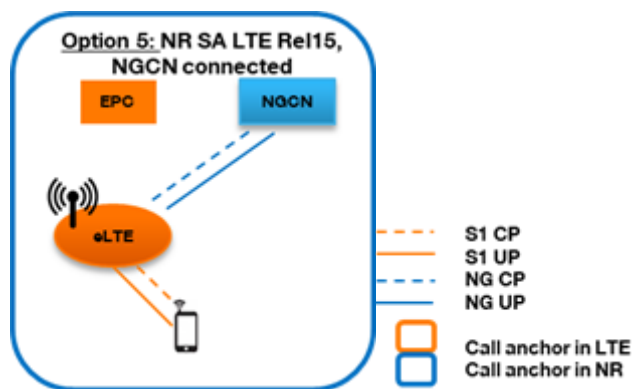 Option 5: NR SA LTE Rel15,
NGCN connected
EPC
NGCN
eLTE
S1 CP
S1 UP
NG CP
NG UP
Call anchor in LTE
Call anchor in NR